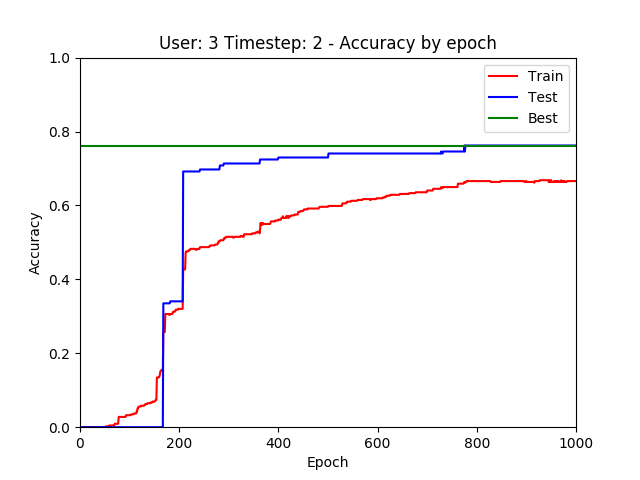 User: 3 Timestep: 2 - Accuracy by epoch
1.0
0.8
0.6
0.4
0.2
0.0
Accuracy
Train
Test
Best
0 200 400 600 800 1000
Epoch